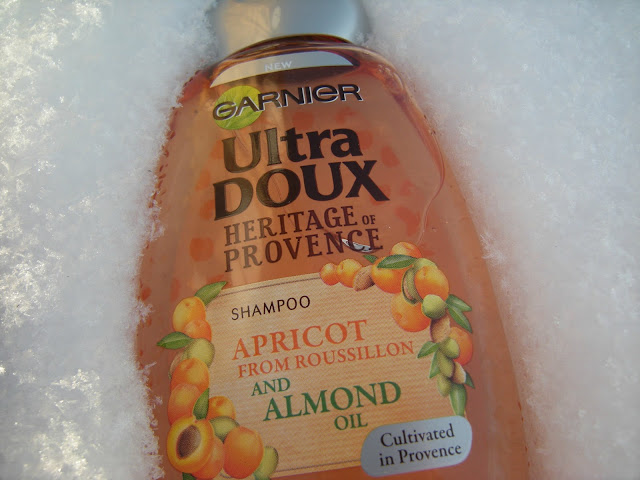 NEW
GARNIER
Ultra
DOUX
HERITAGE OF
PROVENCE
SHAMPOO
APRICOT
FROM ROUSSILLON
AND
ALMOND
OIL
Cultivated
in Provence